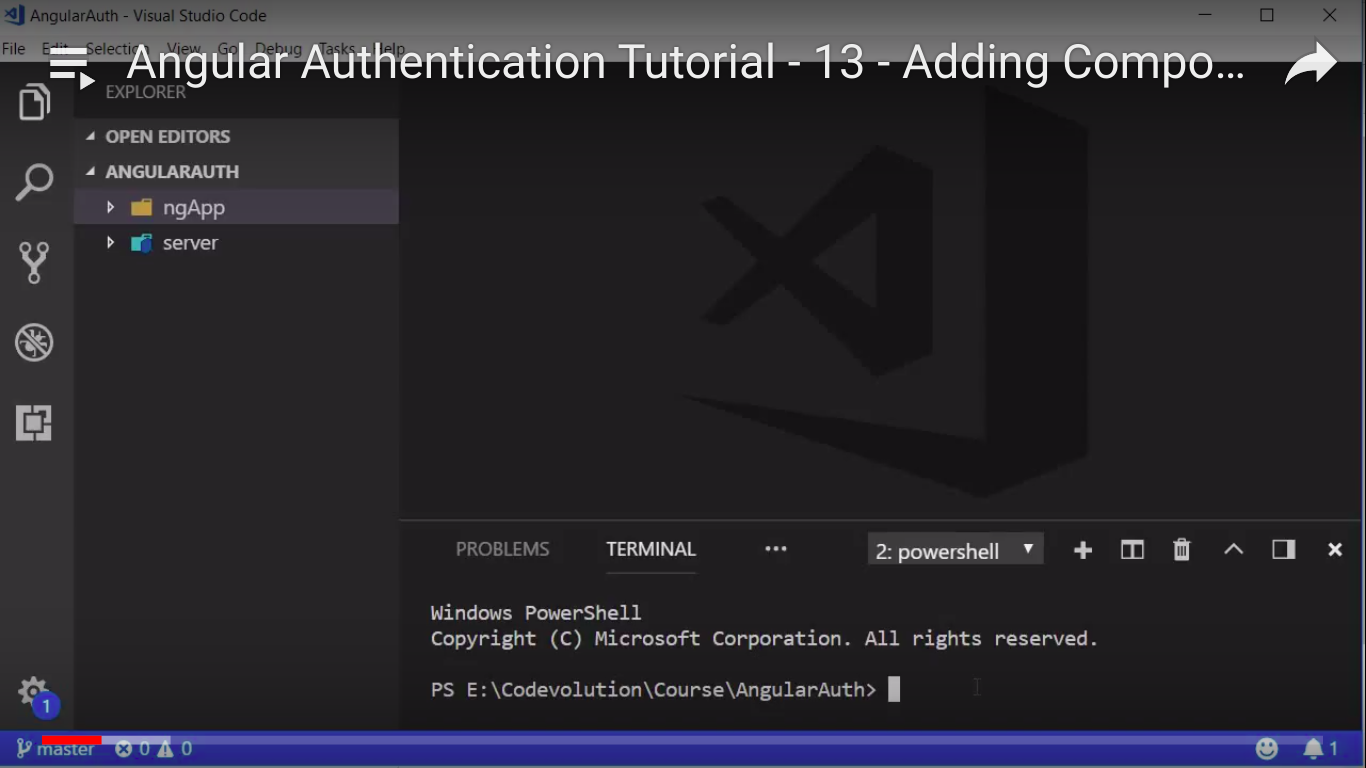 AngularAuth - Visual Studio Code
File Edit Selection View Go Debug Tasks Help
Angular Authentication Tutorial - 13 - Adding Compo...
EXPLORER
OPEN EDITORS
ANGULARAUTH
ngApp
server
PROBLEMS TERMINAL ... 2: powershell
Windows PowerShell
Copyright (C) Microsoft Corporation. All rights reserved.
PS E:\Codevolution\Course\AngularAuth>
1
master 0 0 1